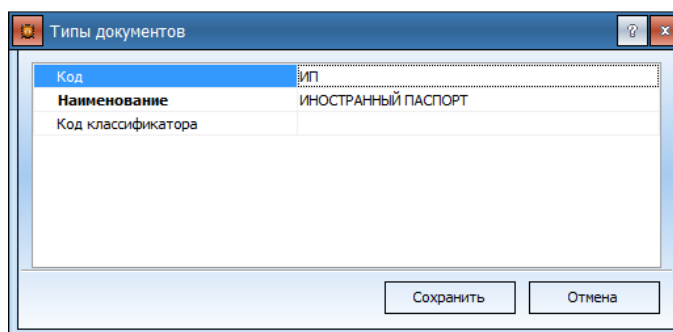 Типы документов ? x
Код ИП
Наименование ИНОСТРАННЫЙ ПАСПОРТ
Код классификатора
Сохранить Отмена